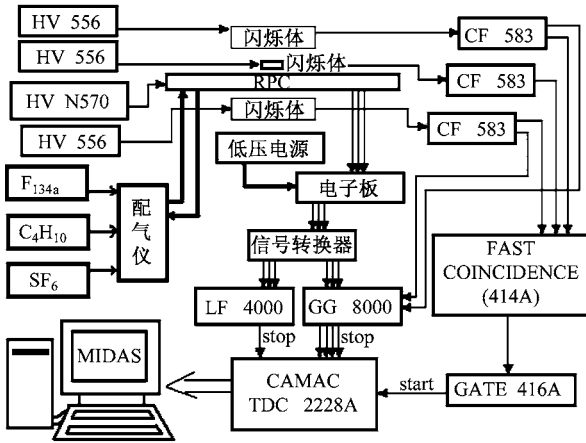 HV 556
闪烁体
CF 583
HV 556
闪烁体
CF 583
RPC
HV N570
闪烁体
CF 583
HV 556
低压电源
F134a
电子板
配气仪
C4H10
信号转换器
FAST
COINCIDENCE
(414A)
SF6
LF 4000
GG 8000
stop
stop
MIDAS
CAMAC
TDC 2228A
start
GATE 416A